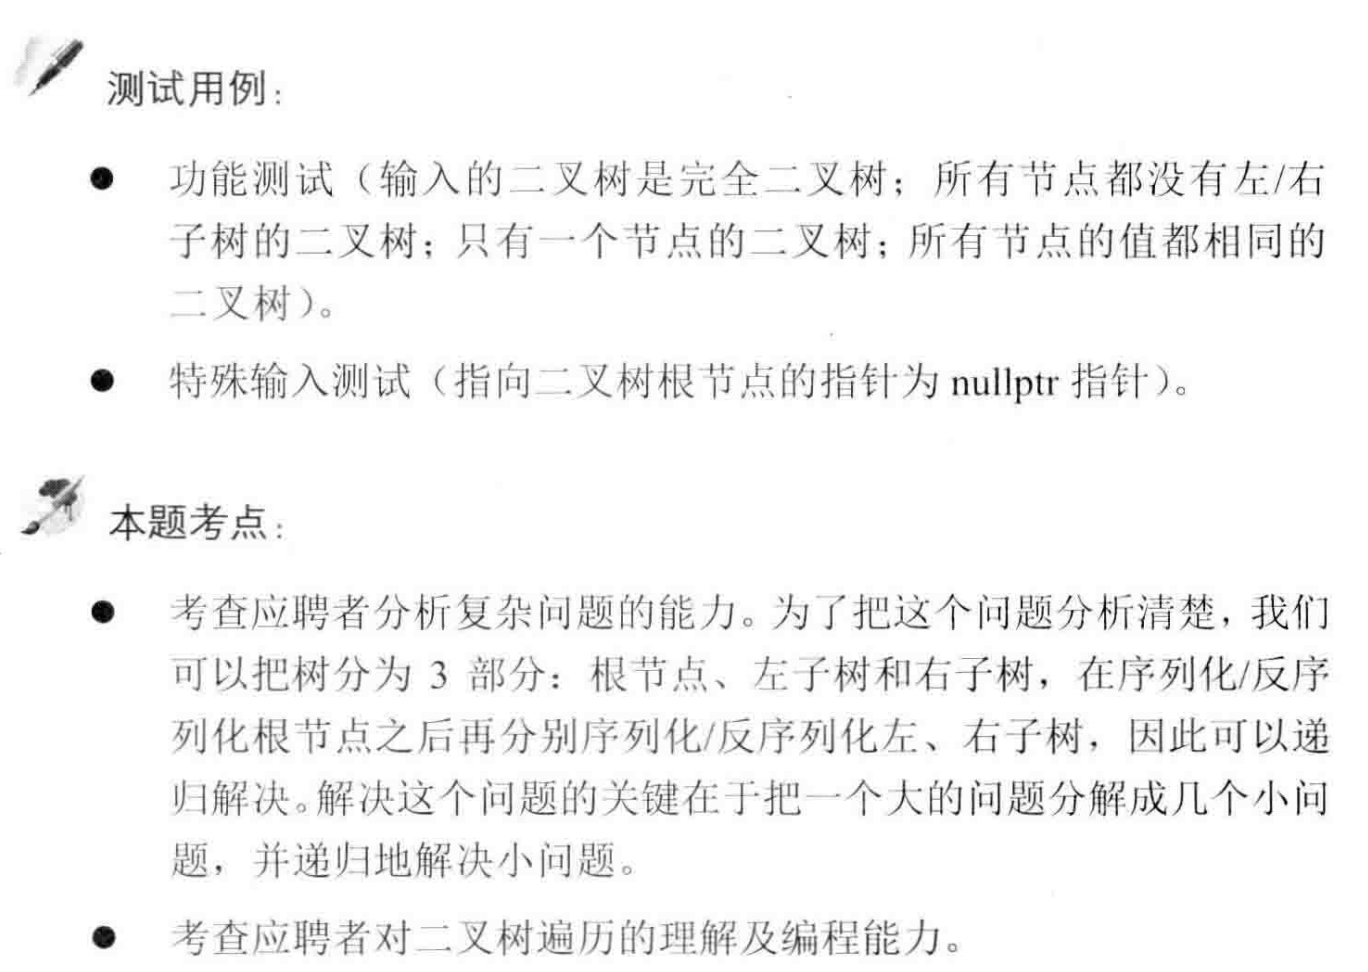 测试用例：
● 功能测试（输入的二叉树是完全二叉树；所有节点都没有左/右
子树的二叉树；只有一个节点的二叉树；所有节点的值都相同的
二叉树）。
● 特殊输入测试（指向二叉树根节点的指针为 nullptr 指针）。
本题考点：
● 考查应聘者分析复杂问题的能力。为了把这个问题分析清楚，我们
可以把树分为 3 部分：根节点、左子树和右子树，在序列化/反序
列化根节点之后再分别序列化/反序列化左、右子树，因此可以递
归解决。解决这个问题的关键在于把一个大的问题分解成几个小问
题，并递归地解决小问题。
● 考查应聘者对二叉树遍历的理解及编程能力。